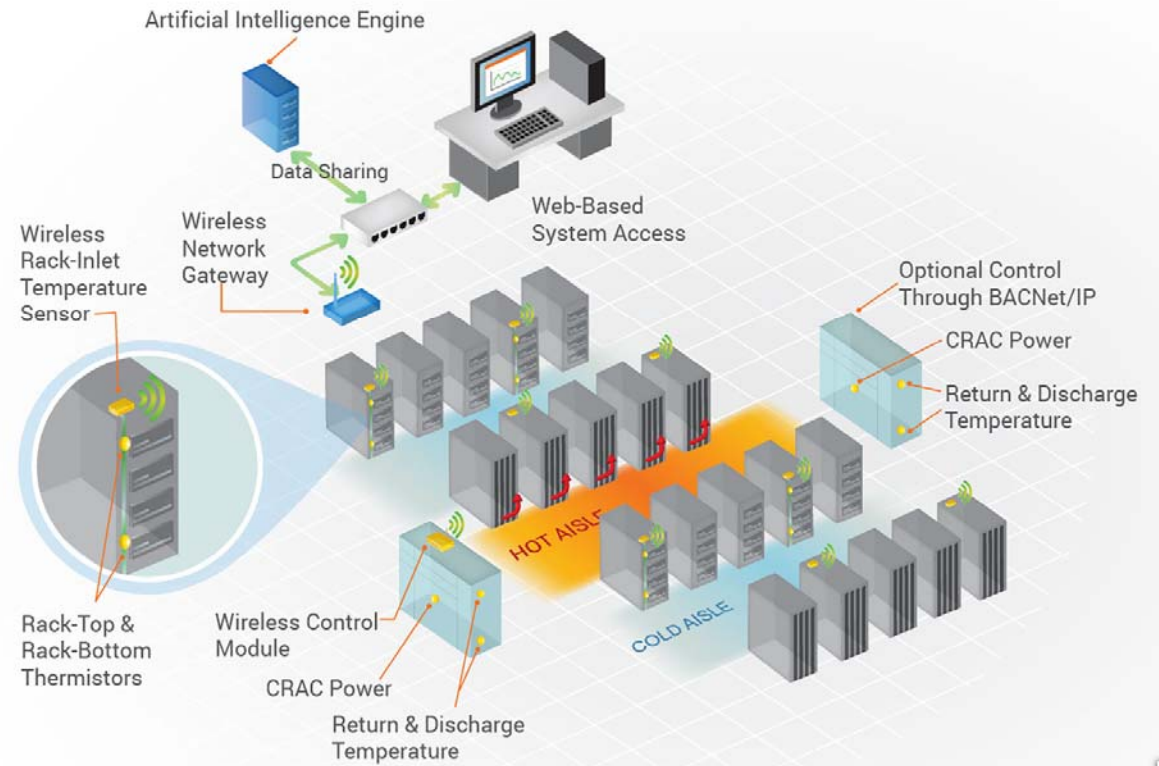 Artificial Intelligence Engine
Data Sharing
Web-Based
System Access
Wireless
Network
Gateway
Wireless
Rack-Inlet
Temperature
Sensor
Optional Control
Through BACNet/IP
CRAC Power
Return & Discharge
Temperature
HOT AISLE
COLD AISLE
Rack-Top &
Rack-Bottom
Thermistors
Wireless Control
Module
CRAC Power
Return & Discharge
Temperature